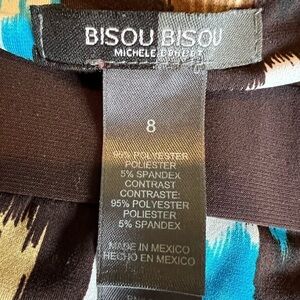 BISOU BISOU
MICHELE BOHBOT
8
95% POLYESTER
POLIESTER
5% SPANDEX
CONTRAST
CONTRASTE:
95% POLYESTER
POLIESTER
5% SPANDEX
MADE IN MEXICO
HECHO EN MEXICO